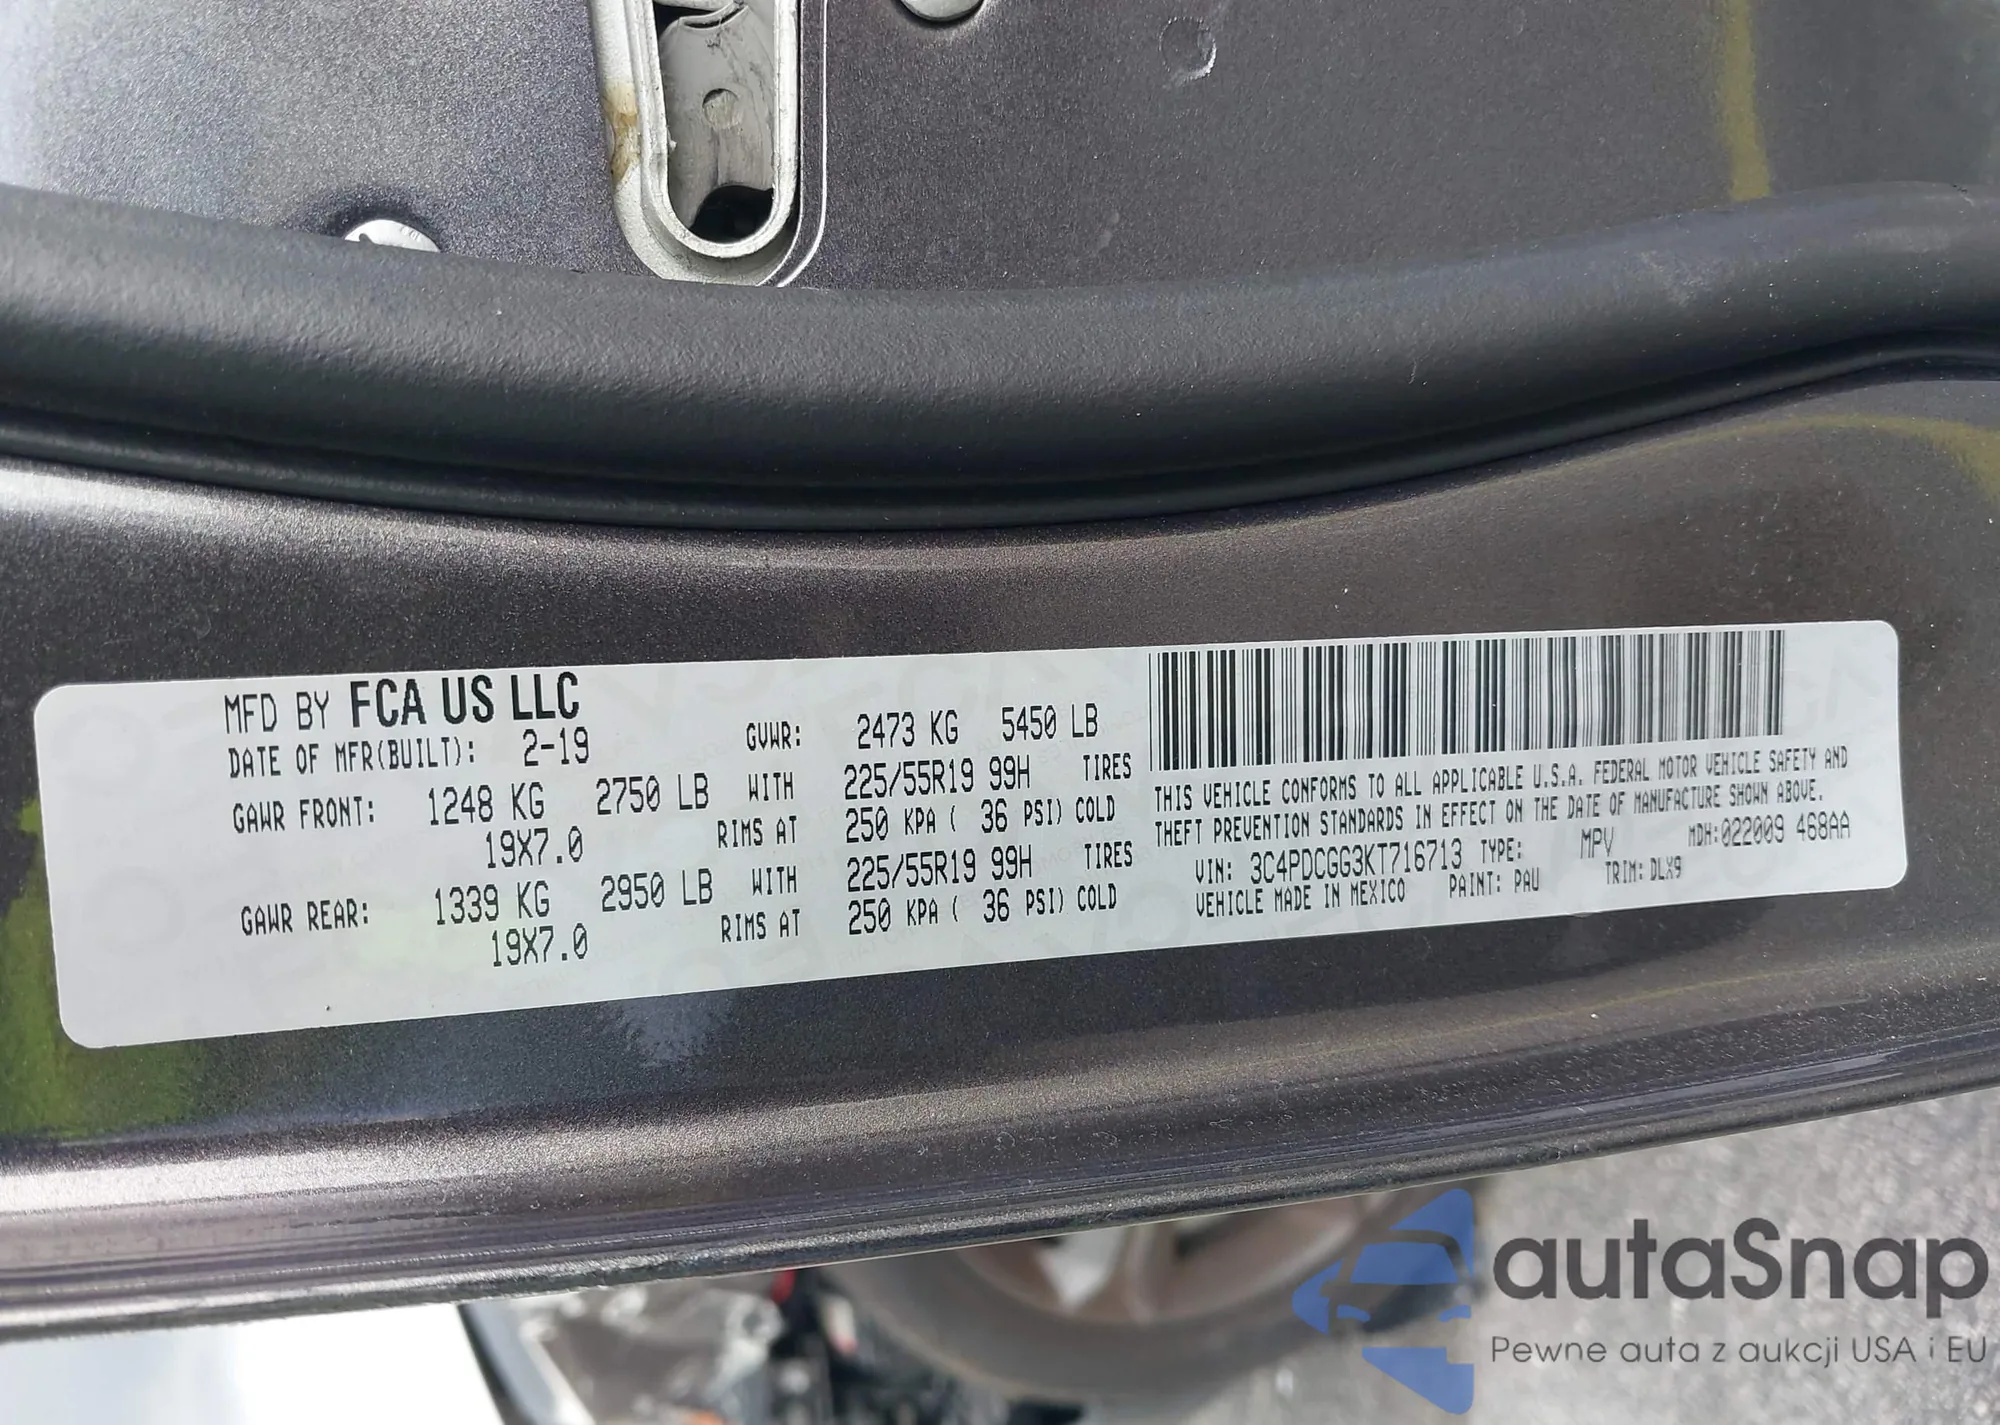 MFD BY FCA US LLC
DATE OF MFR(BUILT): 2-19 GVWR: 2473 KG 5450 LB
GAWR FRONT: 1248 KG 2750 LB WITH 225/55R19 99H TIRES
19X7.0 RIMS AT 250 KPA ( 36 PSI) COLD
GAWR REAR: 1339 KG 2950 LB WITH 225/55R19 99H TIRES
19X7.0 RIMS AT 250 KPA ( 36 PSI) COLD
THIS VEHICLE CONFORMS TO ALL APPLICABLE U.S.A. FEDERAL MOTOR VEHICLE SAFETY AND
THEFT PREVENTION STANDARDS IN EFFECT ON THE DATE OF MANUFACTURE SHOWN ABOVE.
VIN: 3C4PDCGG3KT716713 TYPE: MPV MDH:022009 468AA
VEHICLE MADE IN MEXICO PAINT: PAU TRIM: DLX9
autaSnap
Pewne auta z aukcji USA i EU